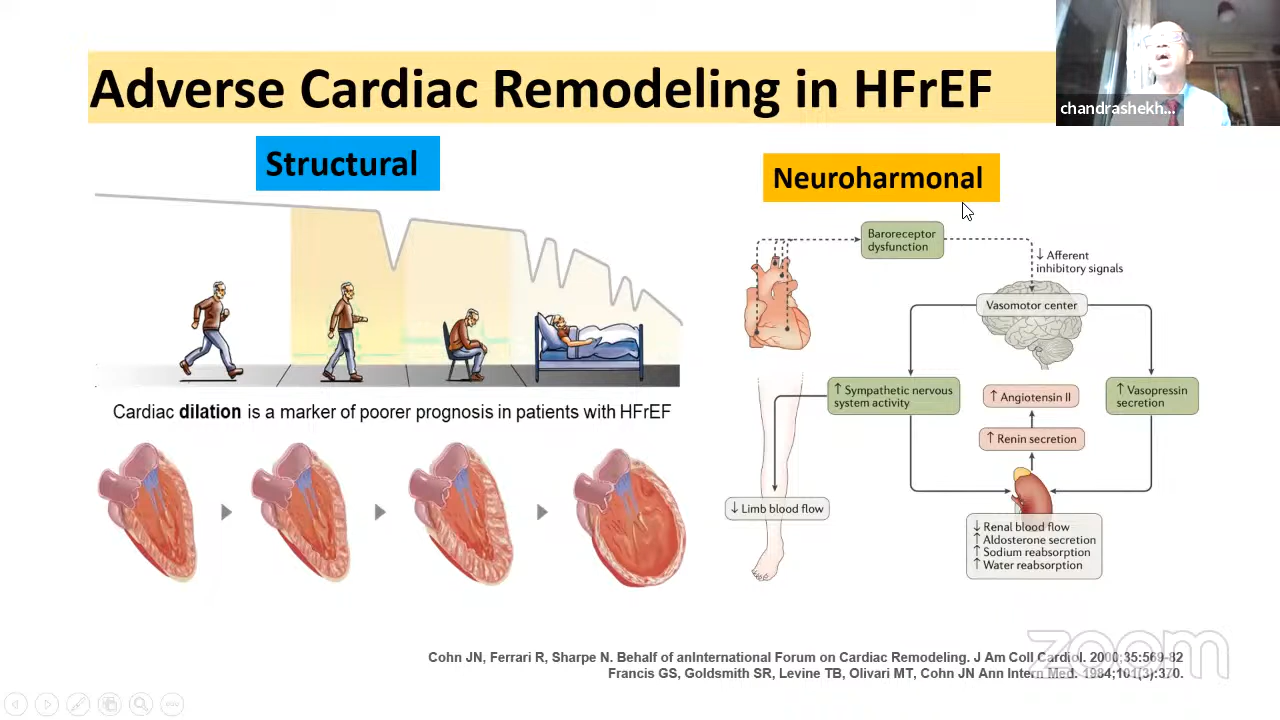 Adverse Cardiac Remodeling in HFrEF
chandrashekh...
Structural
Neuroharmonal
Baroreceptor
dysfunction
↓ Afferent
inhibitory signals
Vasomotor center
↑ Sympathetic nervous
system activity
↑ Angiotensin II
↑ Vasopressin
secretion
↑ Renin secretion
↓ Limb blood flow
↓ Renal blood flow
↑ Aldosterone secretion
↑ Sodium reabsorption
↑ Water reabsorption
Cardiac dilation is a marker of poorer prognosis in patients with HFrEF
Cohn JN, Ferrari R, Sharpe N. Behalf of anInternational Forum on Cardiac Remodeling. J Am Coll Cardiol. 2000;35:569-82
Francis GS, Goldsmith SR, Levine TB, Olivari MT, Cohn JN Ann Intern Med. 1984;101(3):370.
zoom